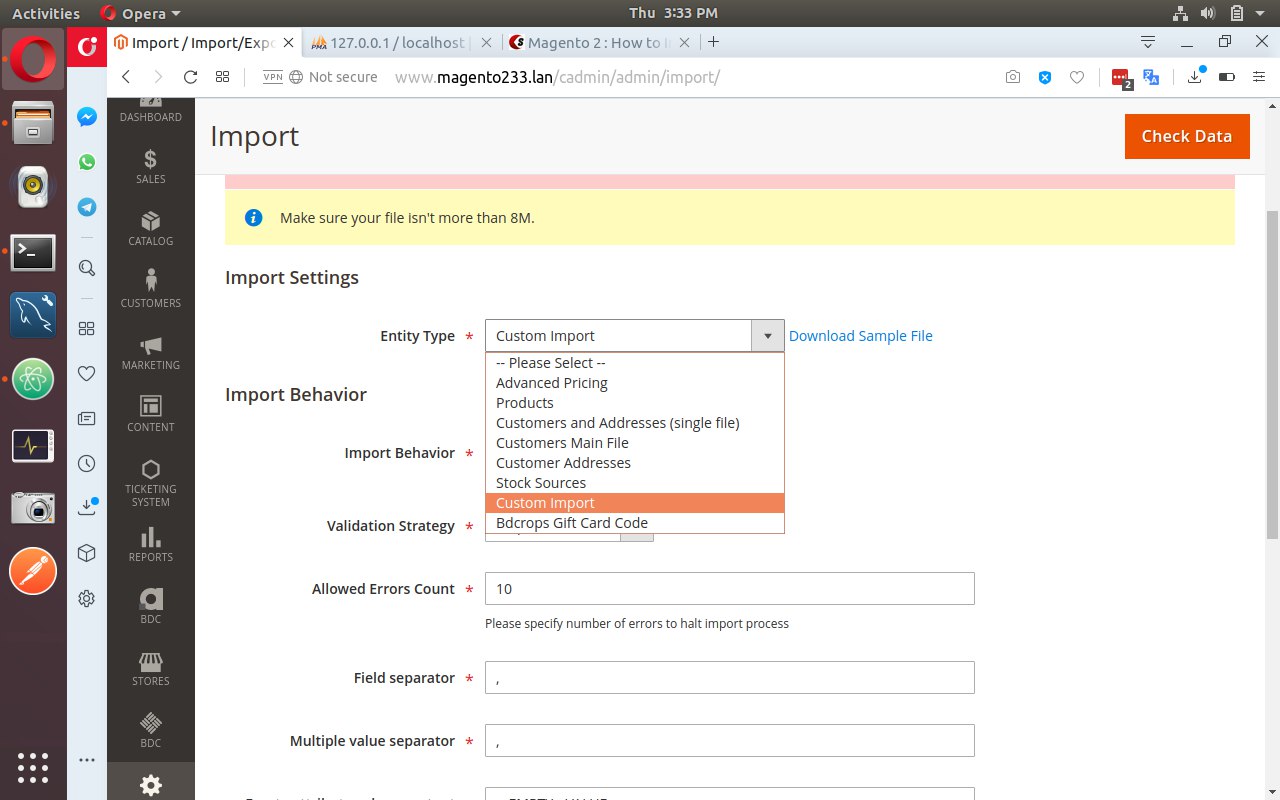 Activities Opera Thu 3:33 PM
Import / Import/Expo 127.0.0.1 / localhost | Magento 2 : How to I
VPN Not secure www.magento233.lan/cadmin/admin/import/ 2
DASHBOARD
SALES
CATALOG
CUSTOMERS
MARKETING
CONTENT
TICKETING
SYSTEM
REPORTS
BDC
STORES
BDC
Import
Check Data
Make sure your file isn't more than 8M.
Import Settings
Entity Type * Custom Import Download Sample File
-- Please Select --
Advanced Pricing
Products
Customers and Addresses (single file)
Customers Main File
Customer Addresses
Stock Sources
Custom Import
Bdcrops Gift Card Code
Import Behavior
Import Behavior *
Validation Strategy *
Allowed Errors Count * 10
Please specify number of errors to halt import process
Field separator * ,
Multiple value separator * ,